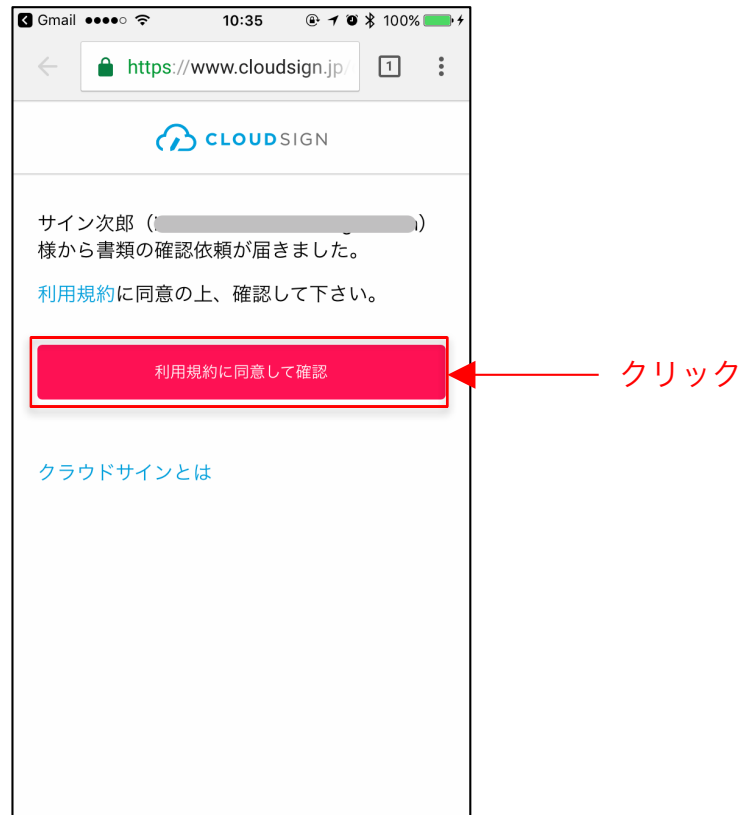 Gmail 10:35 100%
https://www.cloudsign.jp/ 1
CLOUDSIGN
サイン次郎（ ）
様から書類の確認依頼が届きました。
利用規約に同意の上、確認して下さい。
利用規約に同意して確認
クリック
クラウドサインとは